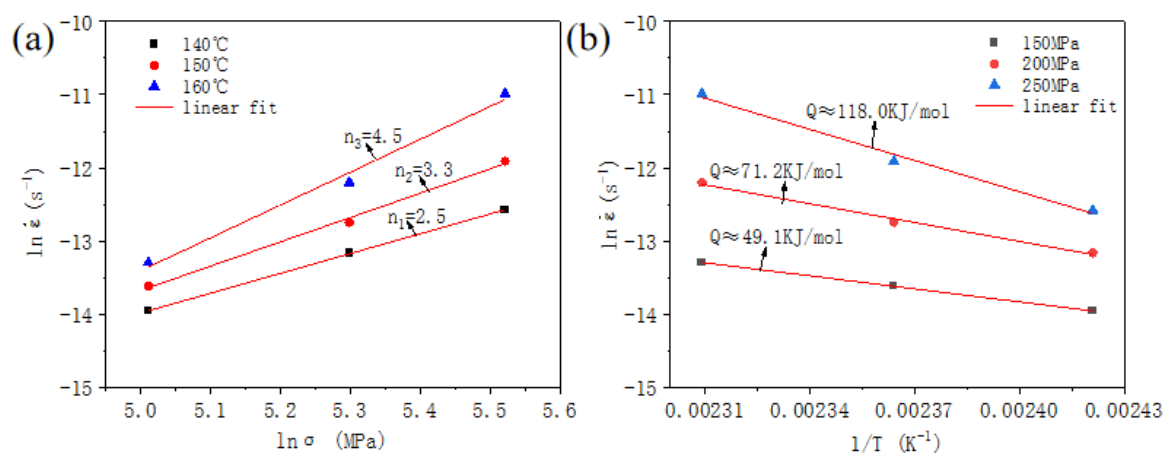 (a)
140℃
150℃
160℃
linear fit
n₃=4.5
n₂=3.3
n₁=2.5
-10
-11
-12
-13
-14
-15
ln ε̇ (s⁻¹)
5.0 5.1 5.2 5.3 5.4 5.5 5.6
ln σ (MPa)
(b)
150MPa
200MPa
250MPa
linear fit
Q≈118.0KJ/mol
Q≈71.2KJ/mol
Q≈49.1KJ/mol
-10
-11
-12
-13
-14
-15
ln ε̇ (s⁻¹)
0.00231 0.00234 0.00237 0.00240 0.00243
1/T (K⁻¹)